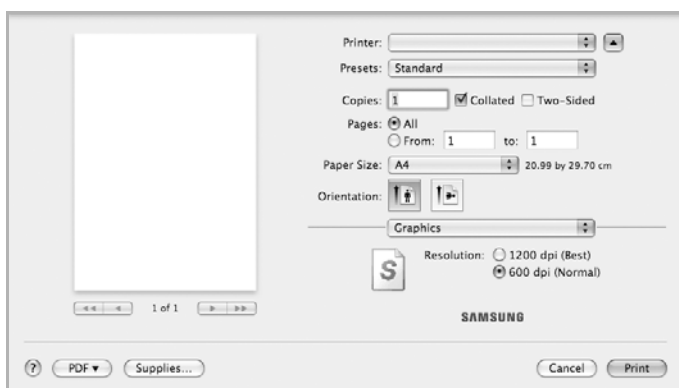 Printer:
Presets: Standard
Copies: 1 Collated Two-Sided
Pages: All
From: 1 to: 1
Paper Size: A4 20.99 by 29.70 cm
Orientation:
Graphics
Resolution: 1200 dpi (Best)
600 dpi (Normal)
S
1 of 1
SAMSUNG
? PDF Supplies... Cancel Print